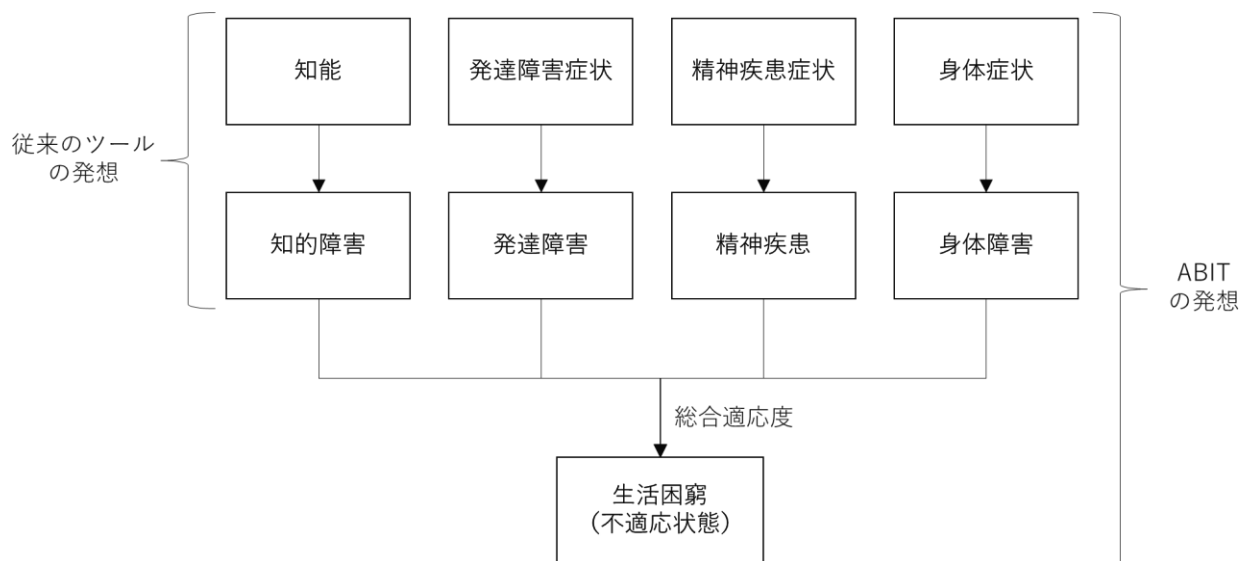 知能
発達障害症状
精神疾患症状
身体症状
従来のツール
の発想
知的障害
発達障害
精神疾患
身体障害
ABIT
の発想
総合適応度
生活困窮
(不適応状態)